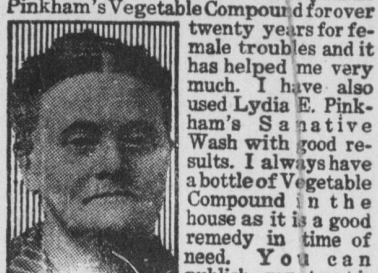 Pinkham's Vegetable Compound for over
twenty years for fe-
male troubles and it
has helped me very
much. I have also
used Lydia E. Pink-
ham's Sanative
Wash with good re-
sults. I always have
a bottle of Vegetable
Compound in the
house as it is a good
remedy in time of
need. You can